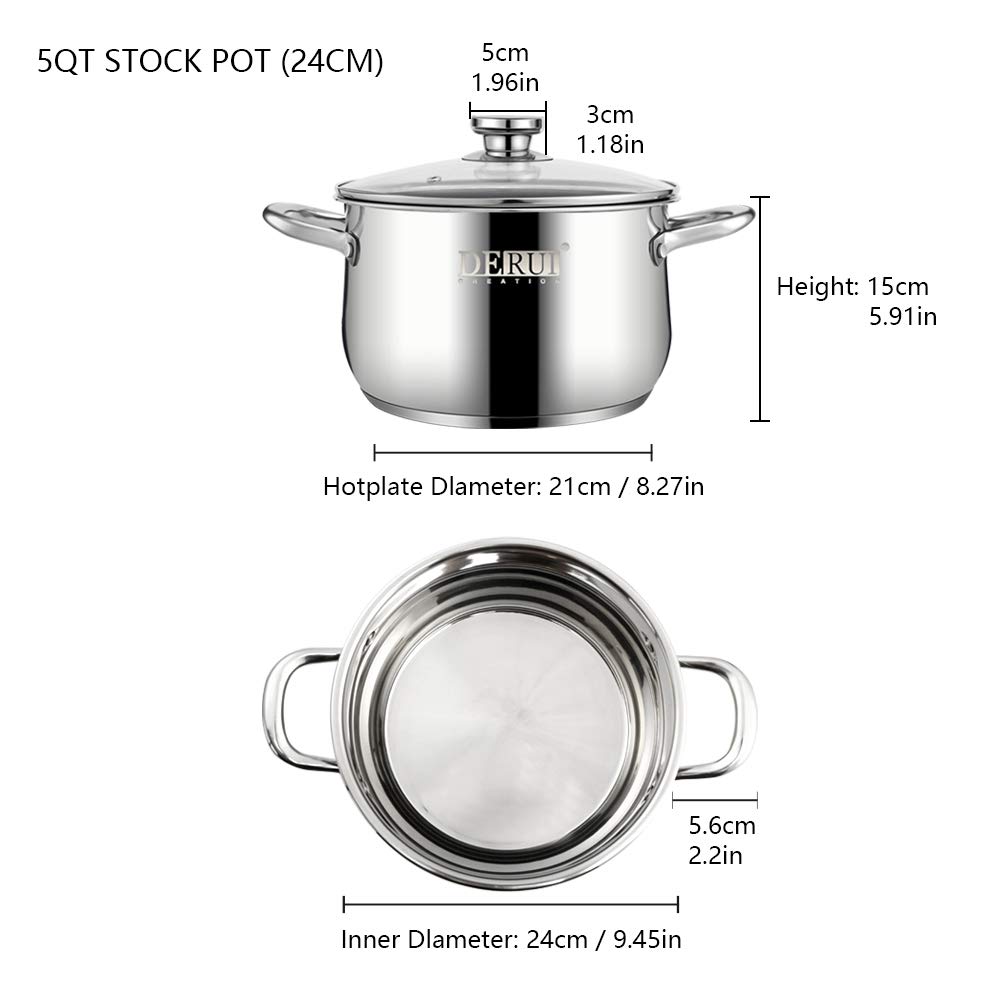 5QT STOCK POT (24CM)
5cm
1.96in
3cm
1.18in
DERUI
CREATION
Height: 15cm
5.91in
Hotplate Dlameter: 21cm / 8.27in
5.6cm
2.2in
Inner Dlameter: 24cm / 9.45in